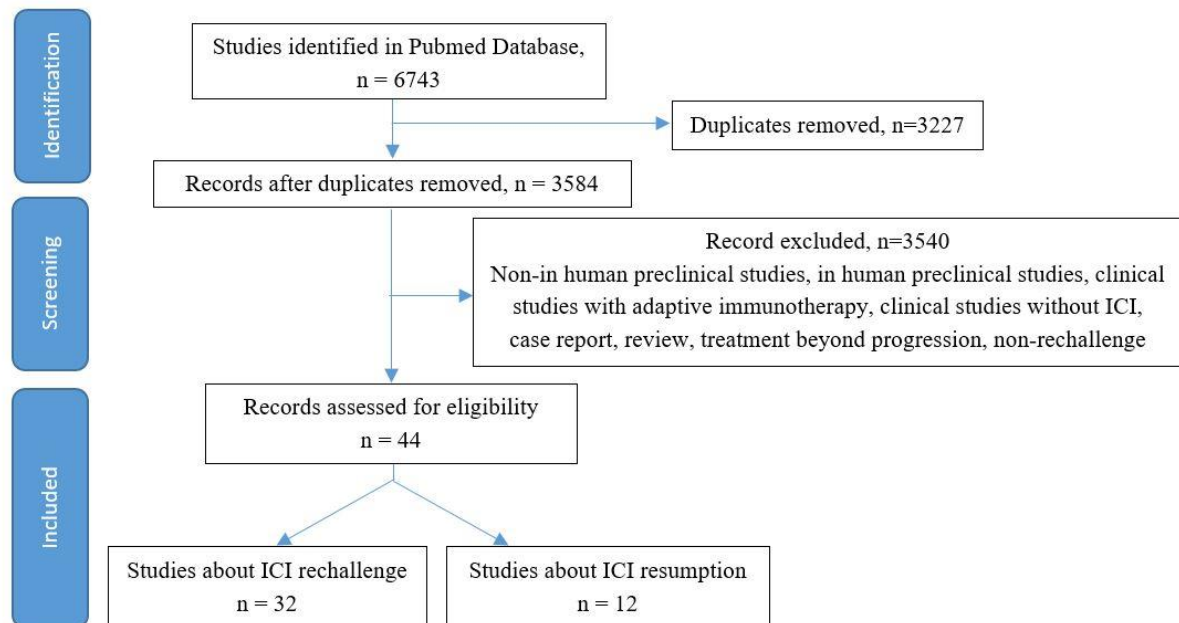 Identification
Studies identified in Pubmed Database,
n = 6743
Duplicates removed, n=3227
Records after duplicates removed, n = 3584
Screening
Record excluded, n=3540
Non-in human preclinical studies, in human preclinical studies, clinical
studies with adaptive immunotherapy, clinical studies without ICI,
case report, review, treatment beyond progression, non-rechallenge
Included
Records assessed for eligibility
n = 44
Studies about ICI rechallenge
n = 32
Studies about ICI resumption
n = 12